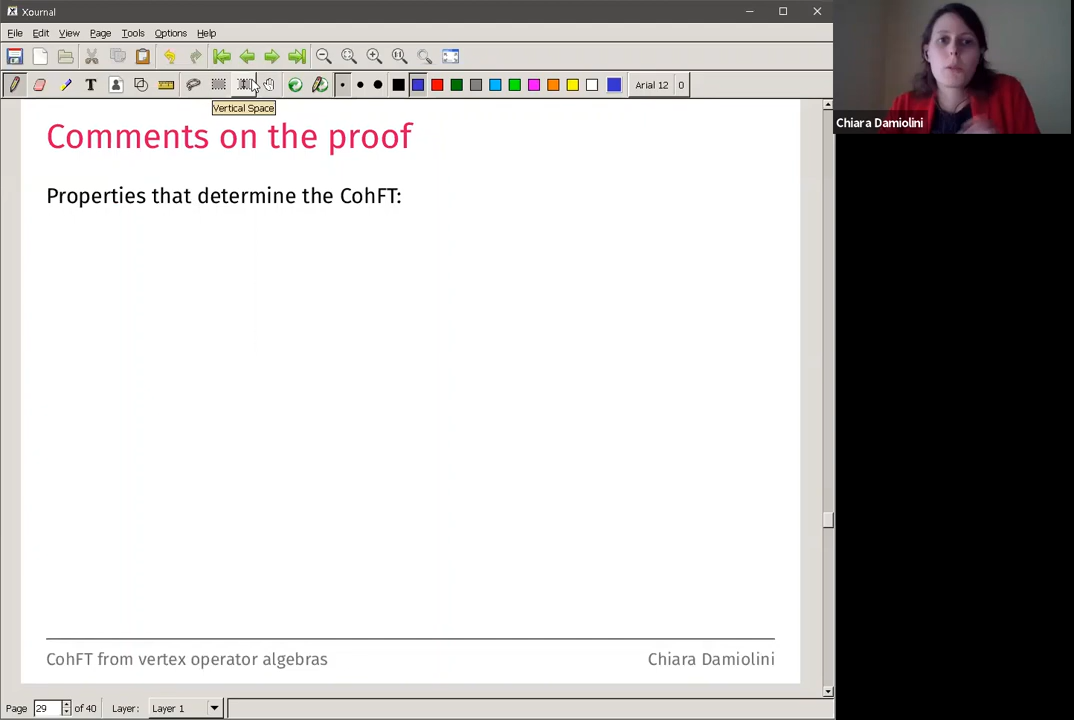 Xournal
File Edit View Page Tools Options Help
Arial 12 0
Vertical Space
Chiara Damiolini
Comments on the proof
Properties that determine the CohFT:
CohFT from vertex operator algebras Chiara Damiolini
Page 29 of 40 Layer: Layer 1